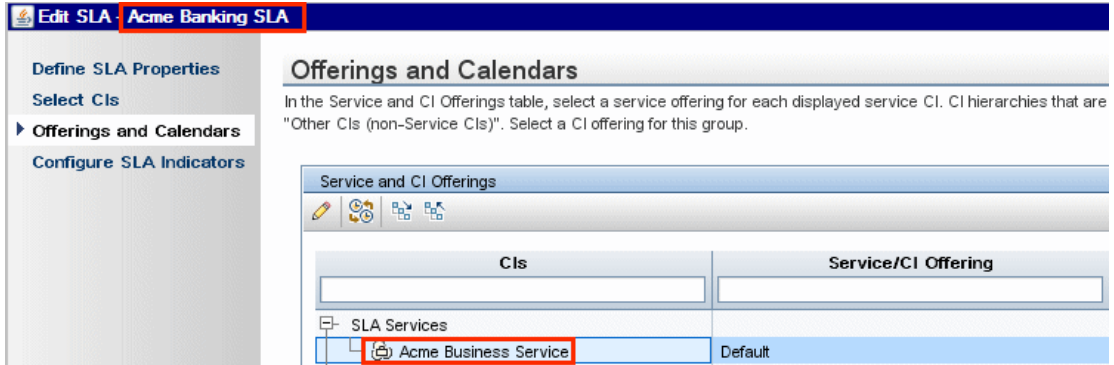 Edit SLA - Acme Banking SLA
Define SLA Properties
Select CIs
Offerings and Calendars
Configure SLA Indicators
Offerings and Calendars
In the Service and CI Offerings table, select a service offering for each displayed service CI. CI hierarchies that are
"Other CIs (non-Service CIs)". Select a CI offering for this group.
Service and CI Offerings
CIs Service/CI Offering
SLA Services
Acme Business Service Default